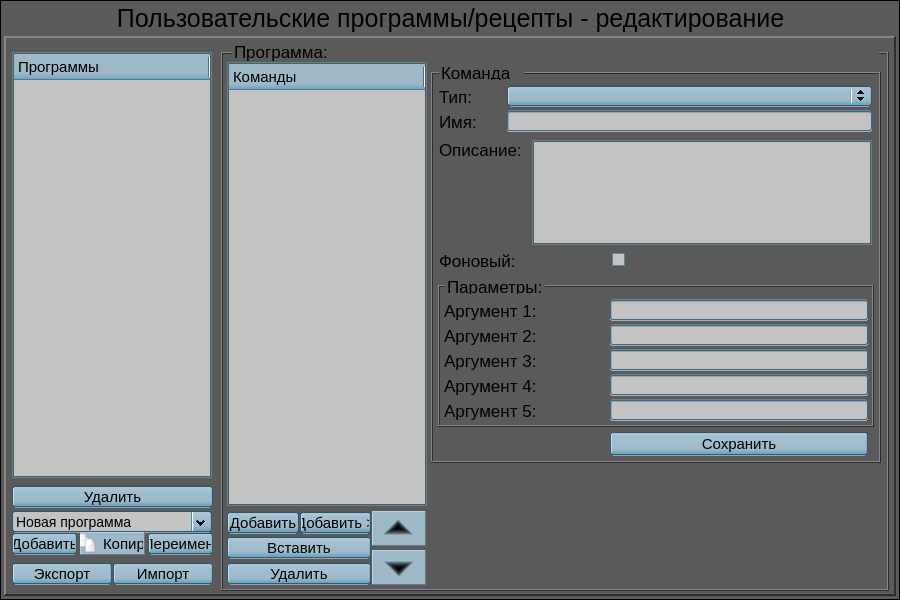 Пользовательские программы/рецепты - редактирование
Программы
Удалить
Новая программа
Добавить Копир Переимен
Экспорт Импорт
Программа:
Команды
Добавить Добавить >
Вставить
Удалить
Команда
Тип:
Имя:
Описание:
Фоновый:
Параметры:
Аргумент 1:
Аргумент 2:
Аргумент 3:
Аргумент 4:
Аргумент 5:
Сохранить